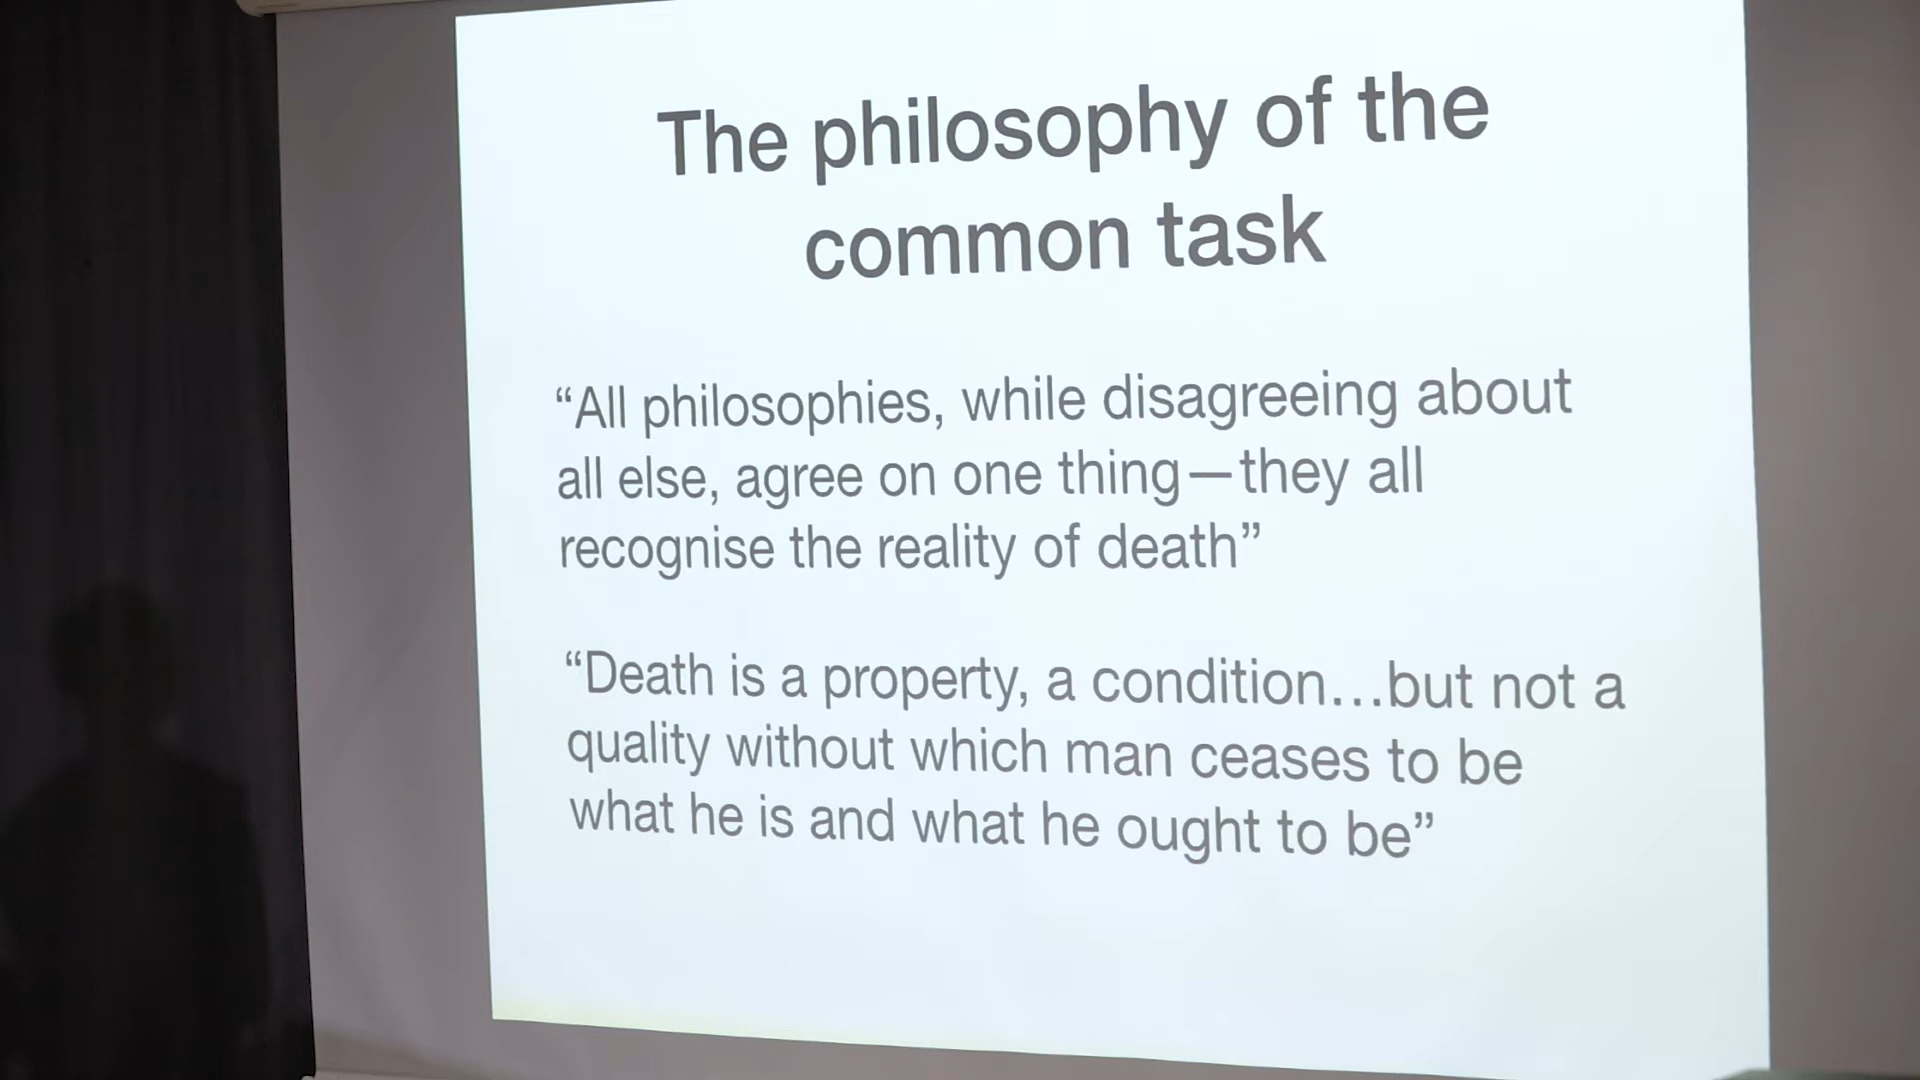 The philosophy of the
common task
“All philosophies, while disagreeing about
all else, agree on one thing—they all
recognise the reality of death”
“Death is a property, a condition...but not a
quality without which man ceases to be
what he is and what he ought to be”